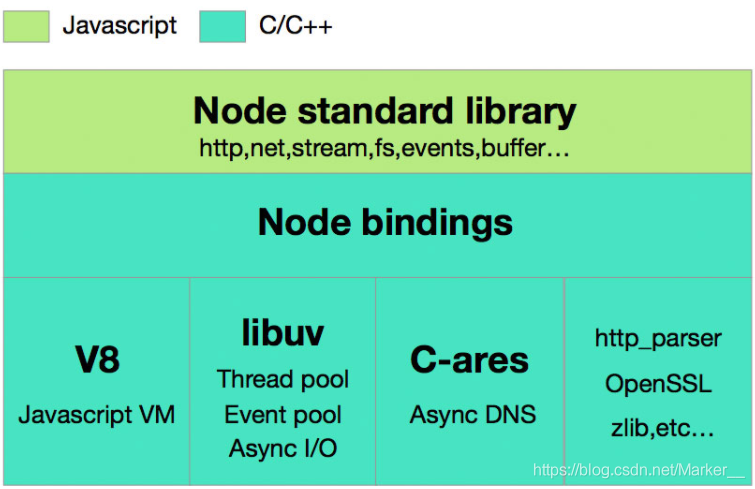 Javascript
C/C++
Node standard library
http,net,stream,fs,events,buffer…
Node bindings
V8
Javascript VM
libuv
Thread pool
Event pool
Async I/O
C-ares
Async DNS
http_parser
OpenSSL
zlib,etc…
https://blog.csdn.net/Marker__